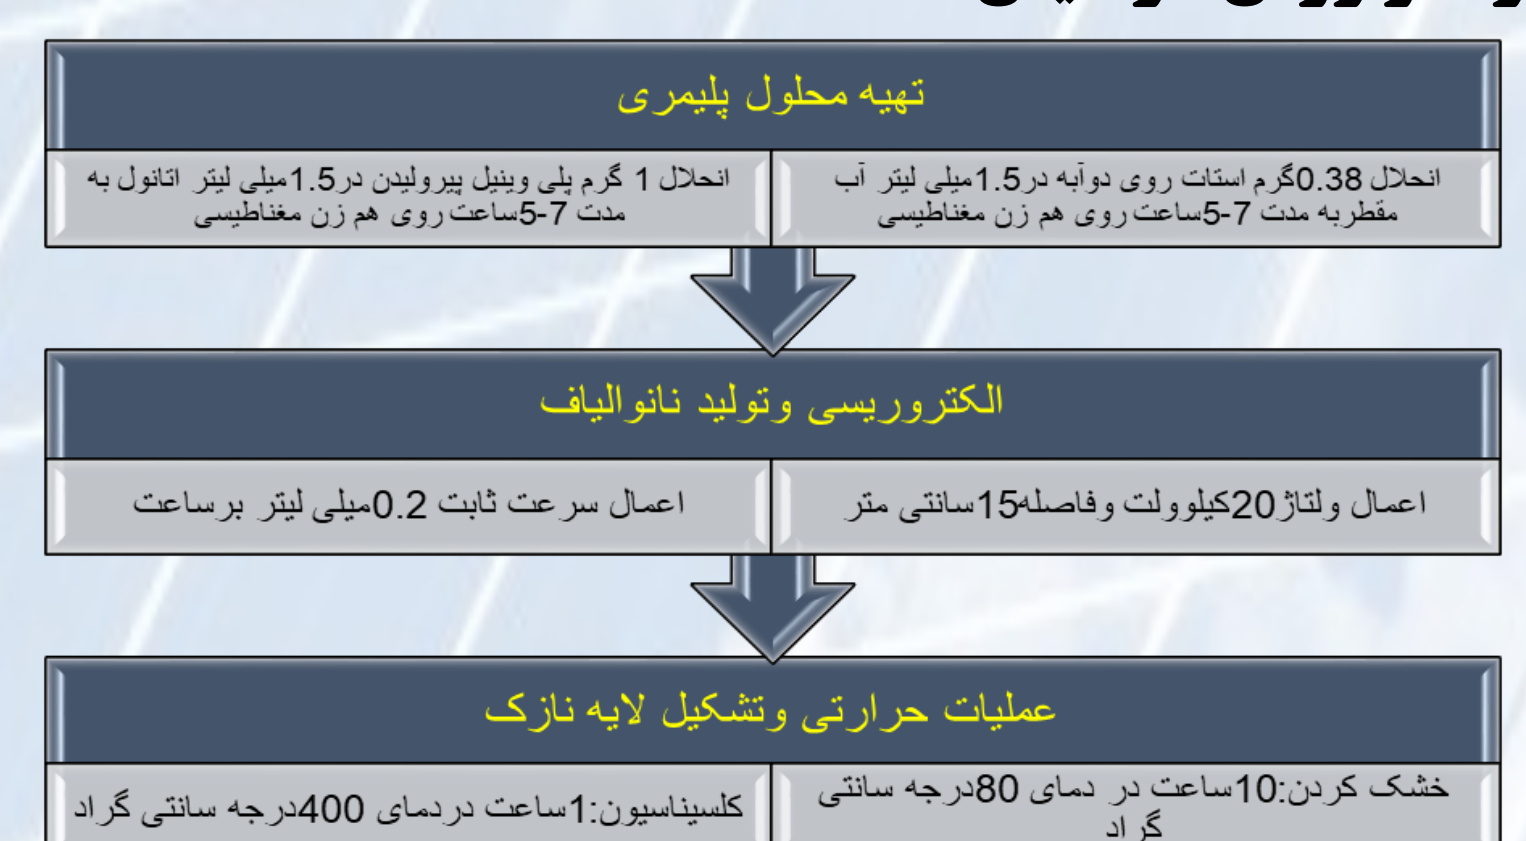 تهیه محلول پلیمری
انحلال 0.38گرم استات روی دوآبه در1.5میلی لیتر آب
مقطربه مدت 7-5ساعت روی هم زن مغناطیسی
انحلال 1 گرم پلی وینیل پیرولیدن در1.5میلی لیتر اتانول به
مدت 7-5ساعت روی هم زن مغناطیسی
الکتروریسی وتولید نانوالیاف
اعمال ولتاژ20کیلوولت وفاصله15سانتی متر
اعمال سرعت ثابت 0.2میلی لیتر برساعت
عملیات حرارتی وتشکیل لایه نازک
خشک کردن:10ساعت در دمای 80درجه سانتی
گراد
کلسیناسیون:1ساعت دردمای 400درجه سانتی گراد